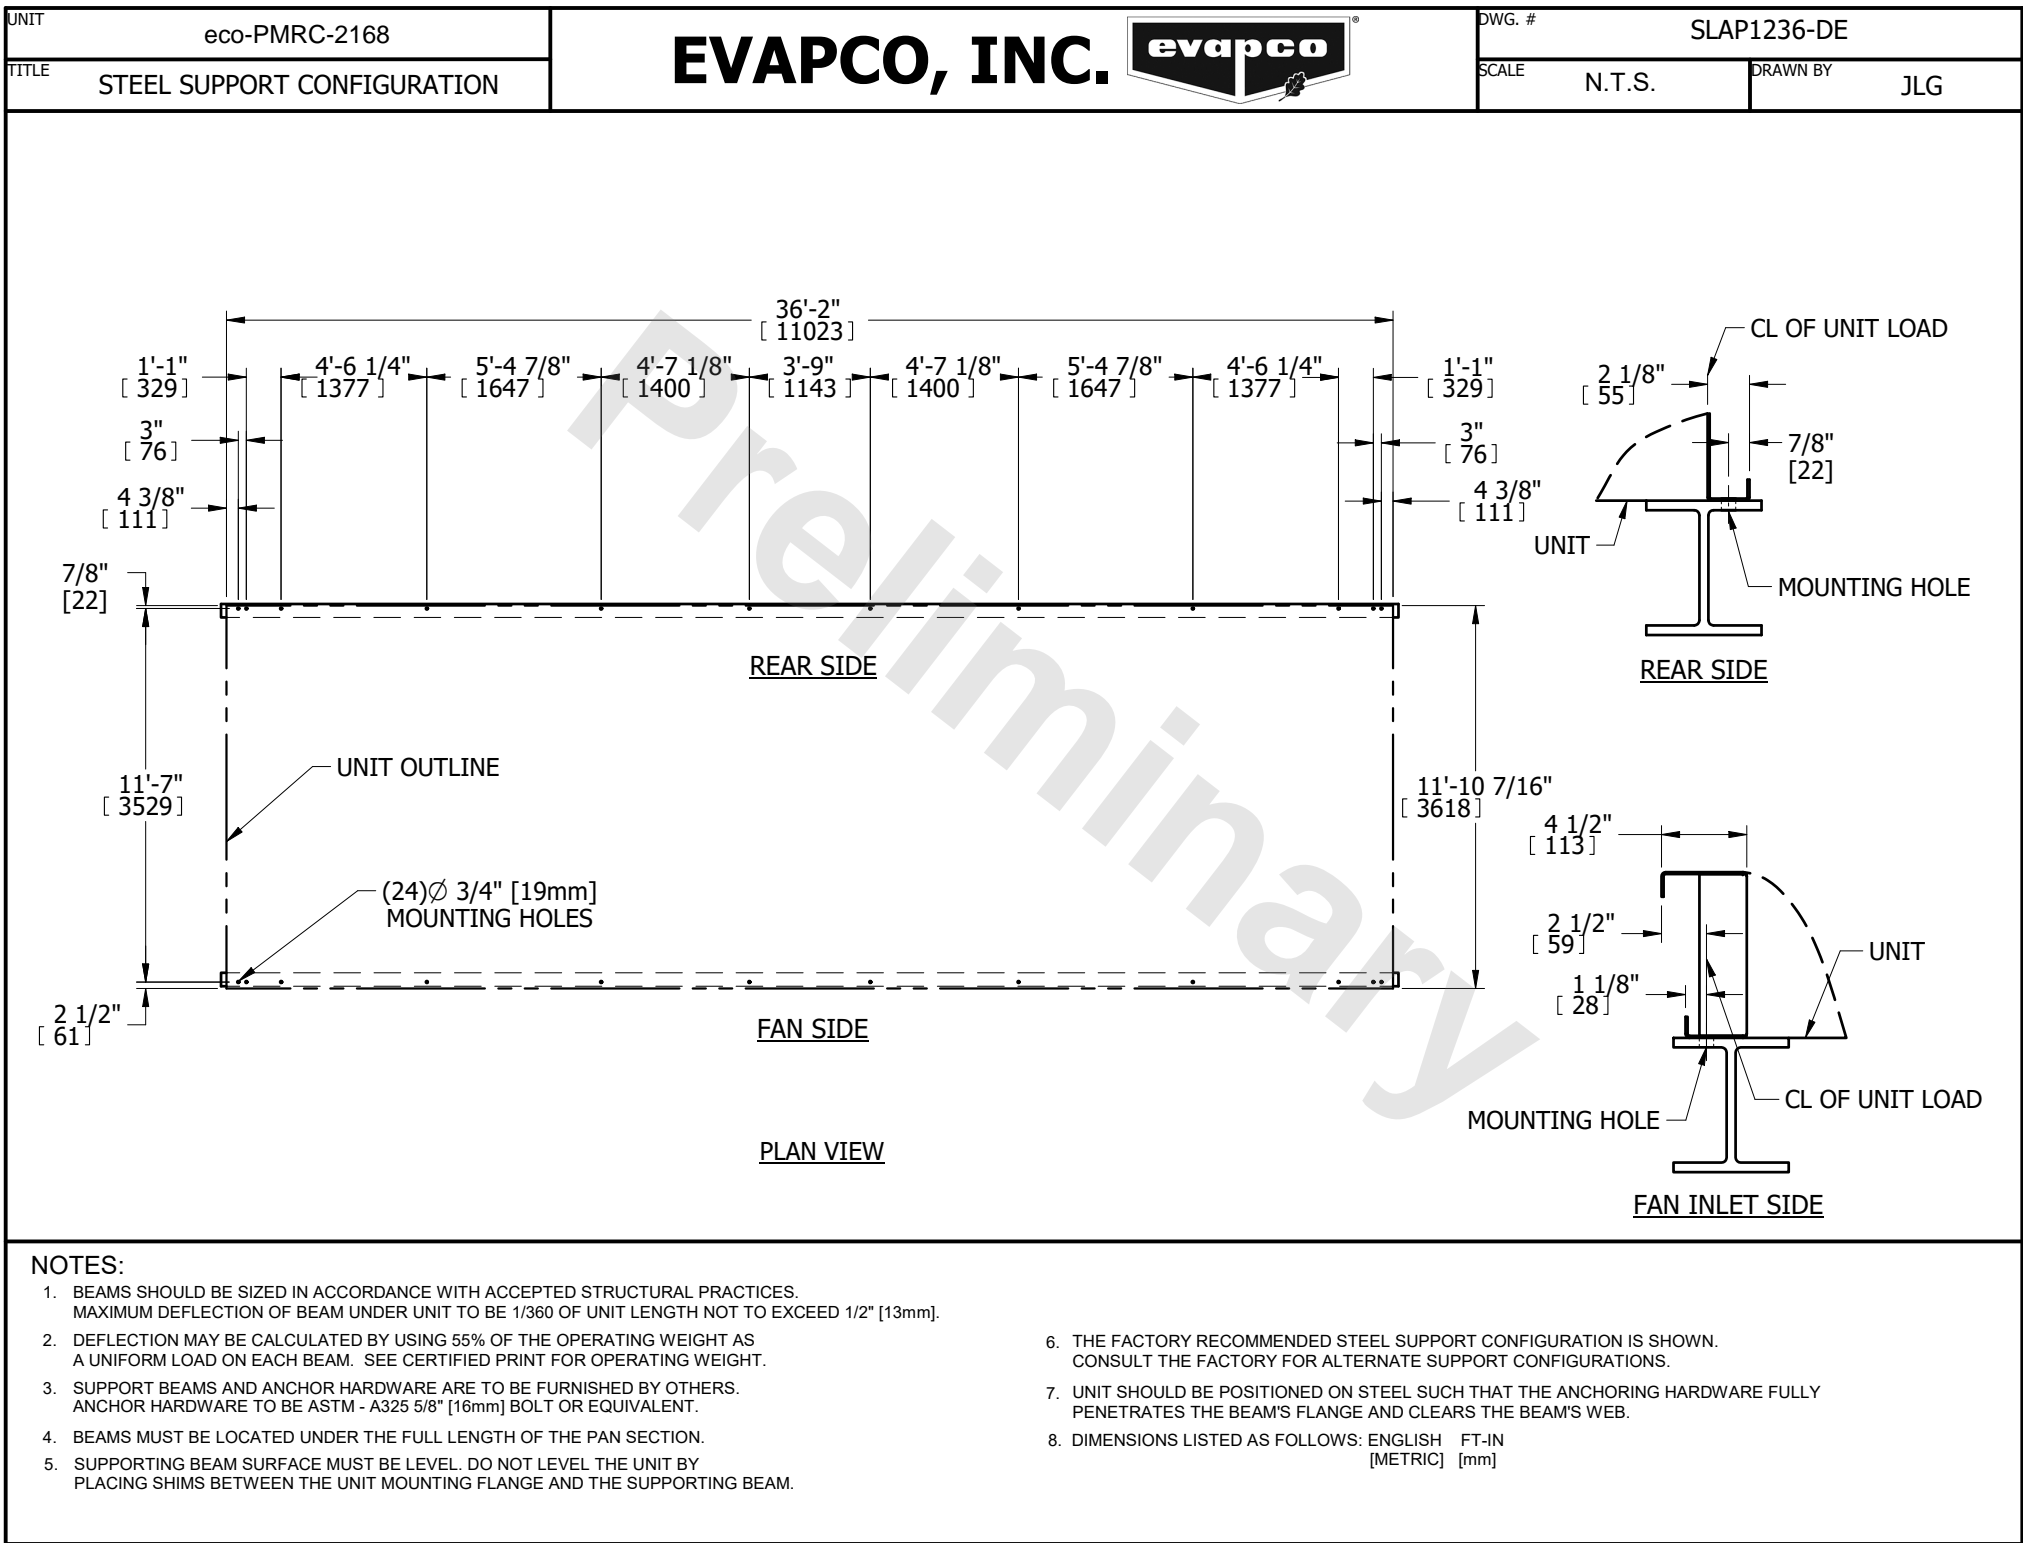 UNIT
eco-PMRC-2168
TITLE
STEEL SUPPORT CONFIGURATION
EVAPCO, INC.
evapco
®
DWG. #
SLAP1236-DE
SCALE
N.T.S.
DRAWN BY
JLG
36'-2"
[ 11023]
1'-1"
[ 329]
4'-6 1/4"
[ 1377 ]
5'-4 7/8"
[ 1647 ]
4'-7 1/8"
[ 1400 ]
3'-9"
[ 1143 ]
4'-7 1/8"
[ 1400 ]
5'-4 7/8"
[ 1647 ]
4'-6 1/4"
[ 1377 ]
1'-1"
[ 329]
3"
[ 76]
3"
[ 76]
4 3/8"
[ 111]
4 3/8"
[ 111]
7/8"
[22]
REAR SIDE
11'-7"
[ 3529]
UNIT OUTLINE
11'-10 7/16"
[ 3618]
(24)∅ 3/4" [19mm]
MOUNTING HOLES
2 1/2"
[ 61]
FAN SIDE
PLAN VIEW
Preliminary
CL OF UNIT LOAD
2 1/8"
[ 55]
7/8"
[22]
UNIT
MOUNTING HOLE
REAR SIDE
4 1/2"
[ 113]
2 1/2"
[ 59]
UNIT
1 1/8"
[ 28]
CL OF UNIT LOAD
MOUNTING HOLE
FAN INLET SIDE
NOTES:
1. BEAMS SHOULD BE SIZED IN ACCORDANCE WITH ACCEPTED STRUCTURAL PRACTICES.
MAXIMUM DEFLECTION OF BEAM UNDER UNIT TO BE 1/360 OF UNIT LENGTH NOT TO EXCEED 1/2" [13mm].
2. DEFLECTION MAY BE CALCULATED BY USING 55% OF THE OPERATING WEIGHT AS
A UNIFORM LOAD ON EACH BEAM. SEE CERTIFIED PRINT FOR OPERATING WEIGHT.
3. SUPPORT BEAMS AND ANCHOR HARDWARE ARE TO BE FURNISHED BY OTHERS.
ANCHOR HARDWARE TO BE ASTM - A325 5/8" [16mm] BOLT OR EQUIVALENT.
4. BEAMS MUST BE LOCATED UNDER THE FULL LENGTH OF THE PAN SECTION.
5. SUPPORTING BEAM SURFACE MUST BE LEVEL. DO NOT LEVEL THE UNIT BY
PLACING SHIMS BETWEEN THE UNIT MOUNTING FLANGE AND THE SUPPORTING BEAM.
6. THE FACTORY RECOMMENDED STEEL SUPPORT CONFIGURATION IS SHOWN.
CONSULT THE FACTORY FOR ALTERNATE SUPPORT CONFIGURATIONS.
7. UNIT SHOULD BE POSITIONED ON STEEL SUCH THAT THE ANCHORING HARDWARE FULLY
PENETRATES THE BEAM'S FLANGE AND CLEARS THE BEAM'S WEB.
8. DIMENSIONS LISTED AS FOLLOWS: ENGLISH FT-IN
[METRIC] [mm]